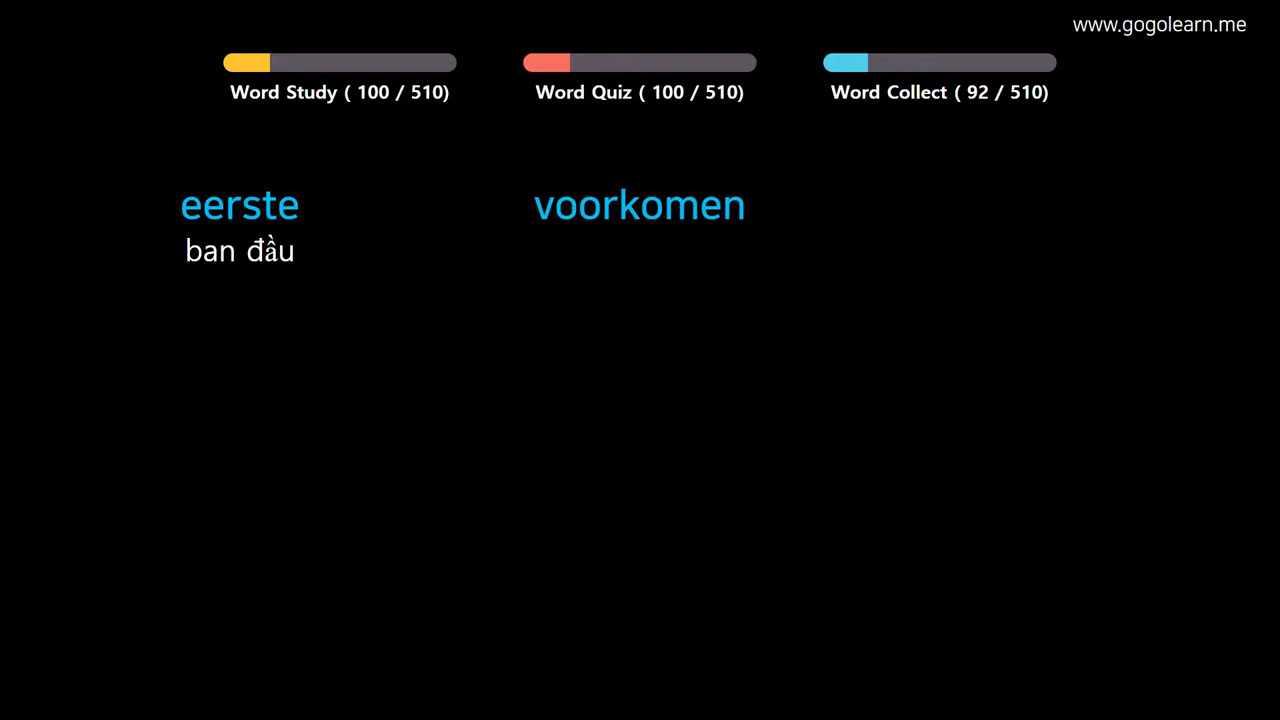 www.gogolearn.me
Word Study ( 100 / 510)
Word Quiz ( 100 / 510)
Word Collect ( 92 / 510)
eerste
ban đầu
voorkomen